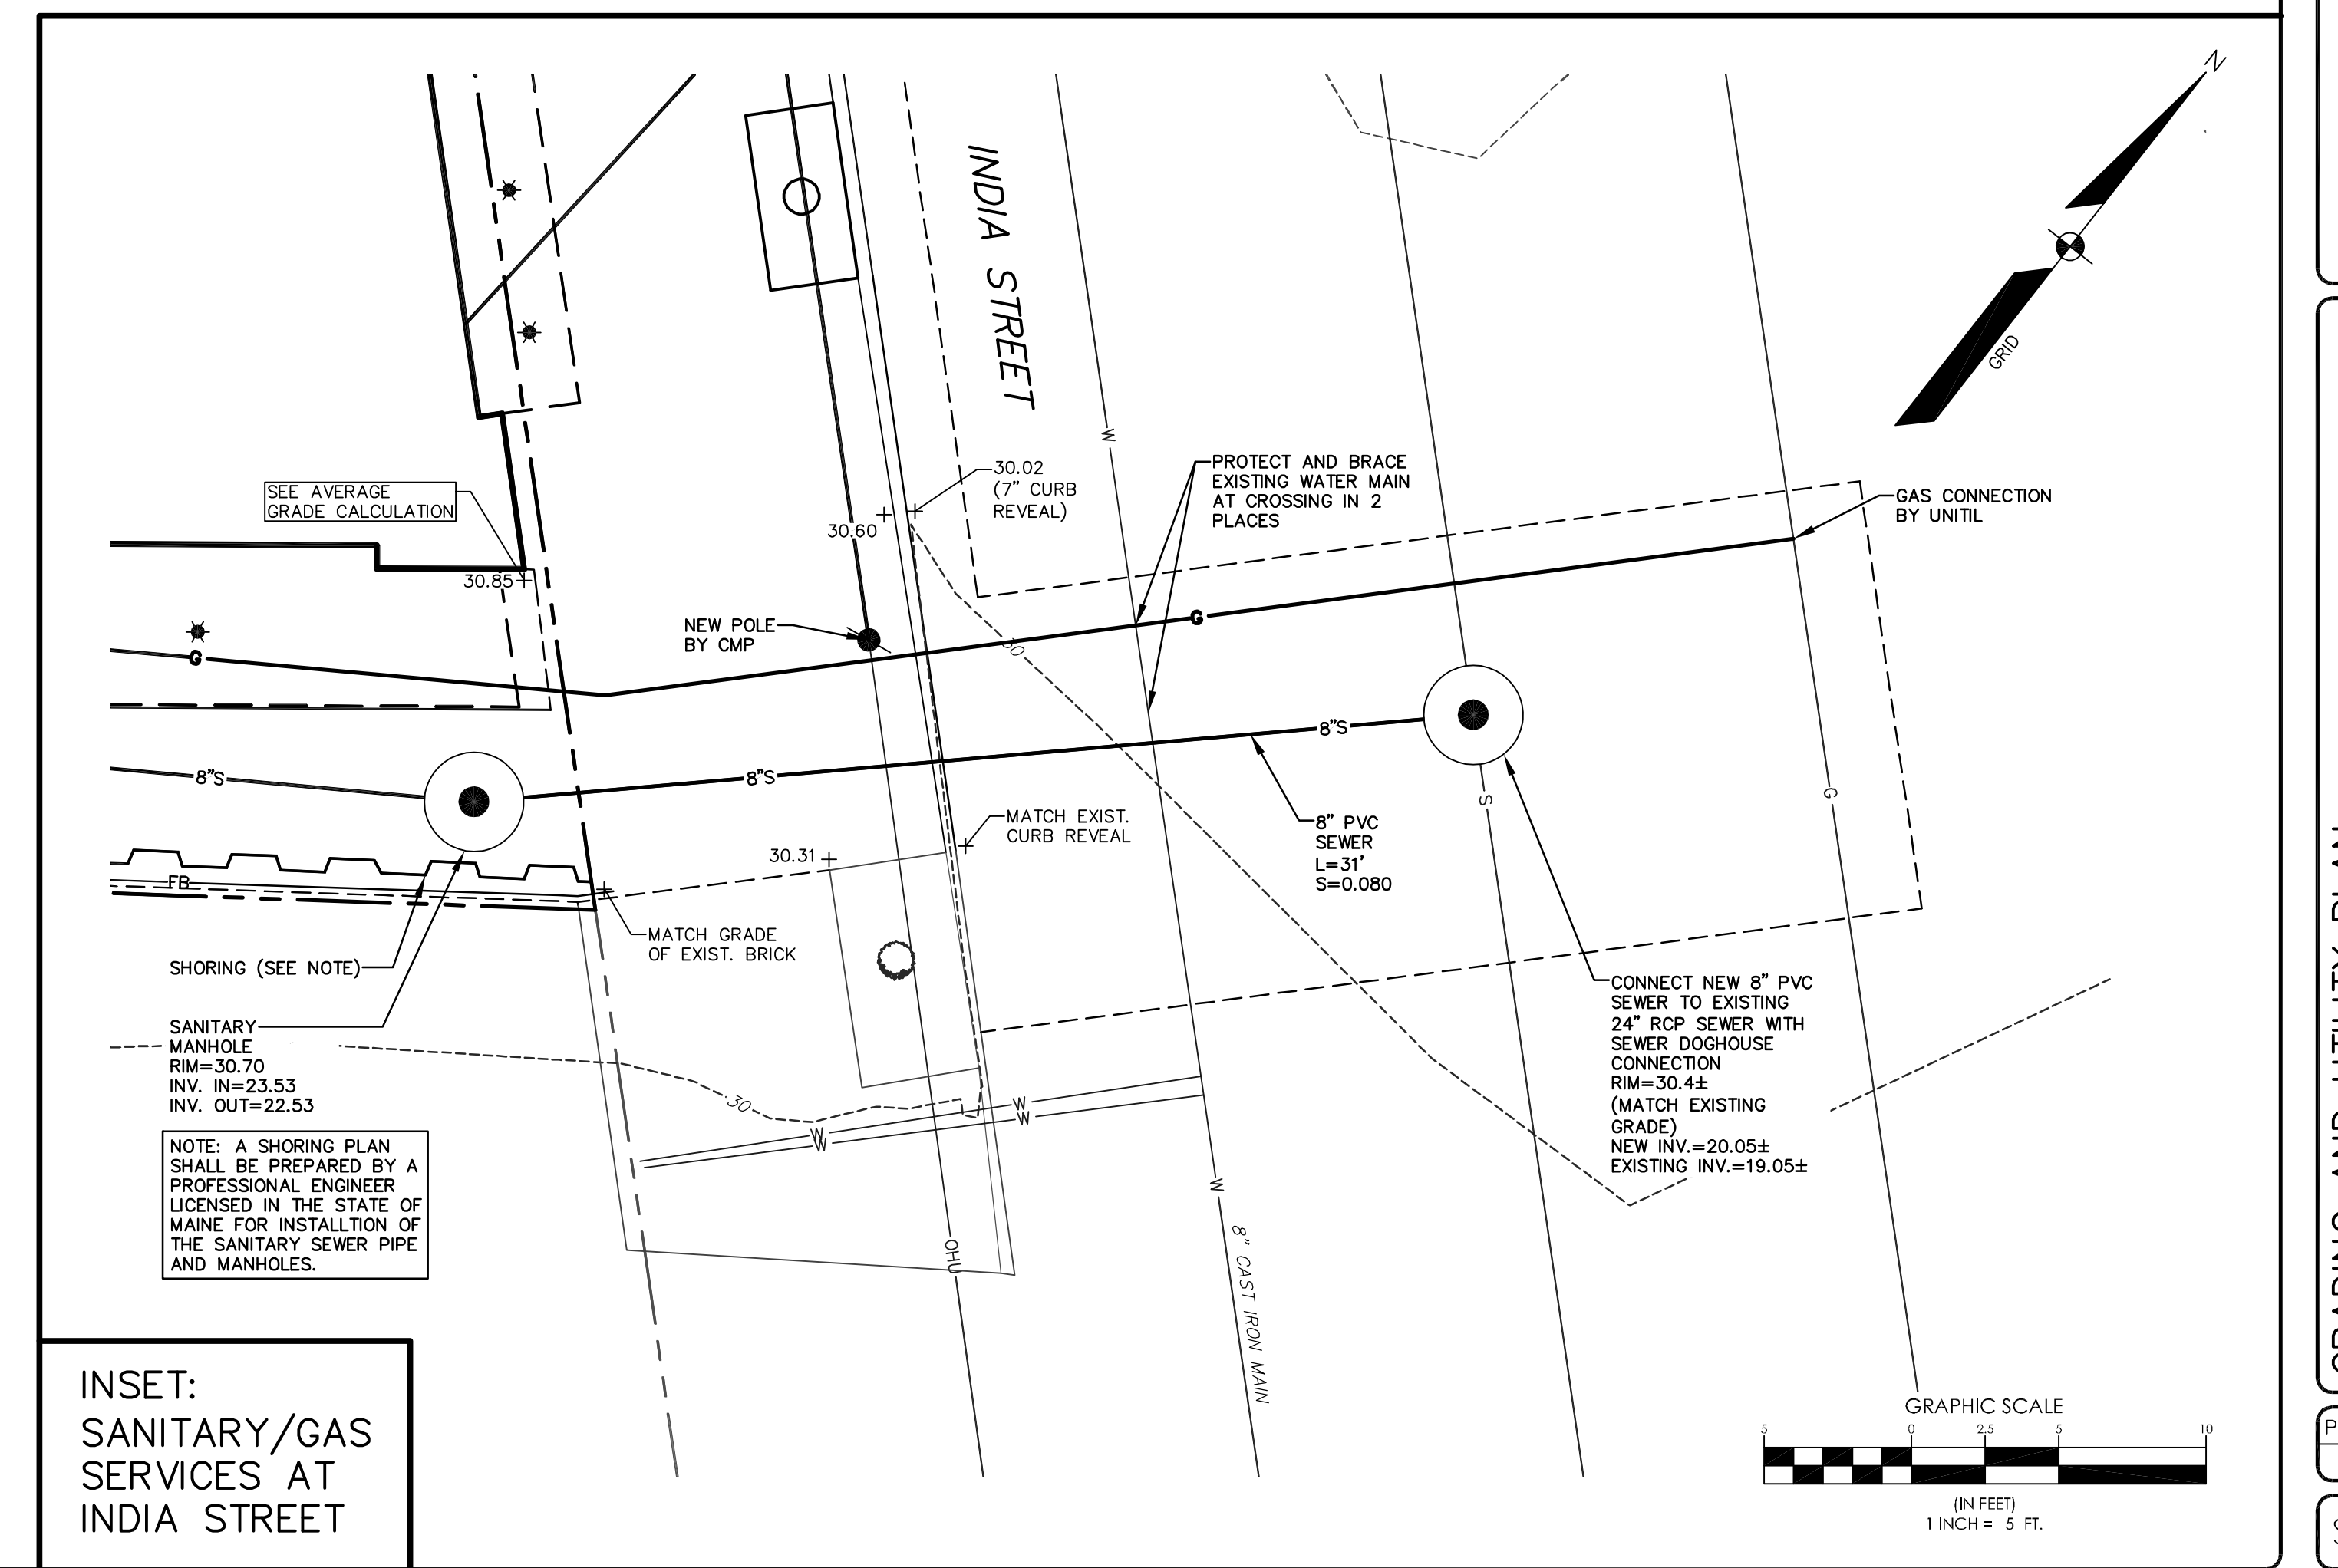 N
GRID
INDIA STREET
SEE AVERAGE
GRADE CALCULATION
30.85
30.60
30.02
(7" CURB
REVEAL)
W
PROTECT AND BRACE
EXISTING WATER MAIN
AT CROSSING IN 2
PLACES
GAS CONNECTION
BY UNITIL
NEW POLE
BY CMP
G
G
30
8"S
8"S
8"S
S
G
8" PVC
SEWER
L=31'
S=0.080
MATCH EXIST.
CURB REVEAL
30.31
FB
MATCH GRADE
OF EXIST. BRICK
SHORING (SEE NOTE)
SANITARY
MANHOLE
RIM=30.70
INV. IN=23.53
INV. OUT=22.53
30
W
W
W
W
W
OHU
8" CAST IRON MAIN
CONNECT NEW 8" PVC
SEWER TO EXISTING
24" RCP SEWER WITH
SEWER DOGHOUSE
CONNECTION
RIM=30.4±
(MATCH EXISTING
GRADE)
NEW INV.=20.05±
EXISTING INV.=19.05±
NOTE: A SHORING PLAN
SHALL BE PREPARED BY A
PROFESSIONAL ENGINEER
LICENSED IN THE STATE OF
MAINE FOR INSTALLTION OF
THE SANITARY SEWER PIPE
AND MANHOLES.
INSET:
SANITARY/GAS
SERVICES AT
INDIA STREET
GRAPHIC SCALE
5 0 2.5 5 10
(IN FEET)
1 INCH = 5 FT.
P